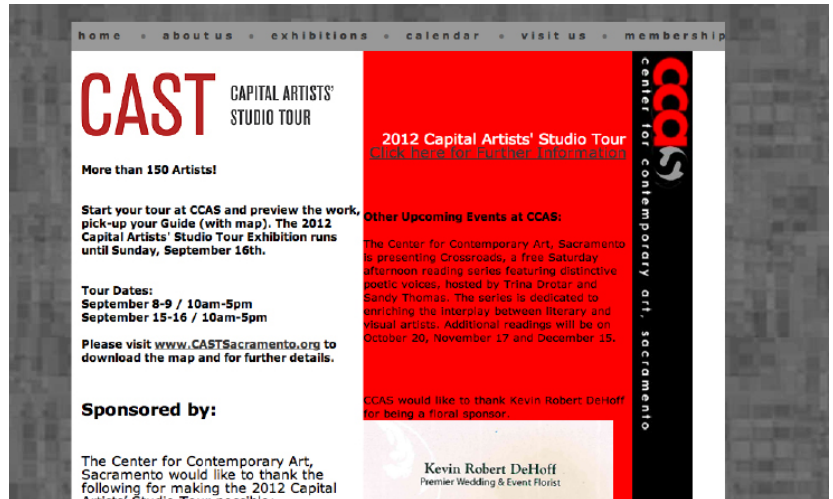 home • about us • exhibitions • calendar • visit us • membership
CAST CAPITAL ARTISTS'
STUDIO TOUR
More than 150 Artists!
Start your tour at CCAS and preview the work,
pick-up your Guide (with map). The 2012
Capital Artists' Studio Tour Exhibition runs
until Sunday, September 16th.
Tour Dates:
September 8-9 / 10am-5pm
September 15-16 / 10am-5pm
Please visit www.CASTSacramento.org to
download the map and for further details.
Sponsored by:
The Center for Contemporary Art,
Sacramento would like to thank the
following for making the 2012 Capital
Artists' Studio Tour possible:
2012 Capital Artists' Studio Tour
Click here for Further Information
Other Upcoming Events at CCAS:
The Center for Contemporary Art, Sacramento
is presenting Crossroads, a free Saturday
afternoon reading series featuring distinctive
poetic voices, hosted by Trina Drotar and
Sandy Thomas. The series is dedicated to
enriching the interplay between literary and
visual artists. Additional readings will be on
October 20, November 17 and December 15.
CCAS would like to thank Kevin Robert DeHoff
for being a floral sponsor.
Kevin Robert DeHoff
Premier Wedding & Event Florist
ccas
center for contemporary art, sacramento